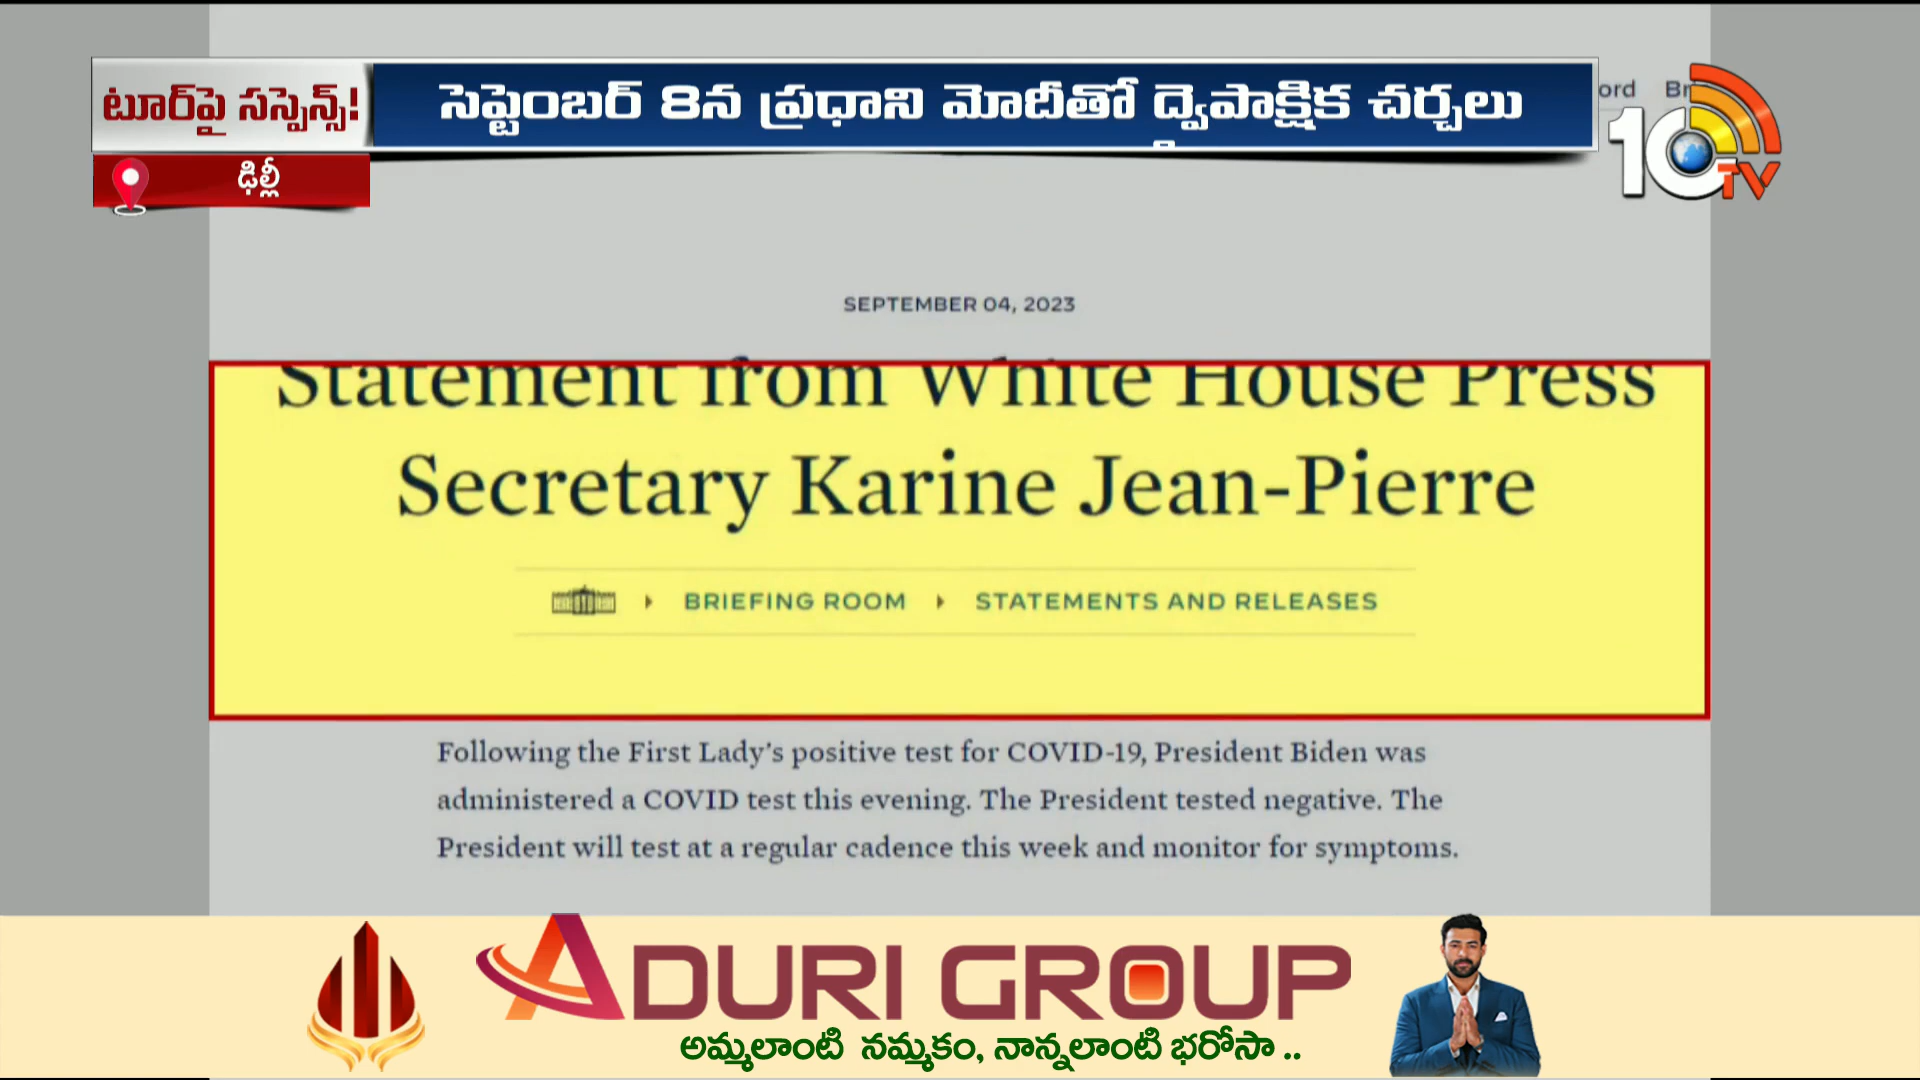 టూర్‌పై సస్పెన్స్!
సెప్టెంబర్ 8న ప్రధాని మోదీతో ద్వైపాక్షిక చర్చలు
ఢిల్లీ
10TV
SEPTEMBER 04, 2023
Statement from White House Press
Secretary Karine Jean-Pierre
BRIEFING ROOM
STATEMENTS AND RELEASES
Following the First Lady's positive test for COVID-19, President Biden was
administered a COVID test this evening. The President tested negative. The
President will test at a regular cadence this week and monitor for symptoms.
ADURI GROUP
అమ్మలాంటి నమ్మకం, నాన్నలాంటి భరోసా ..